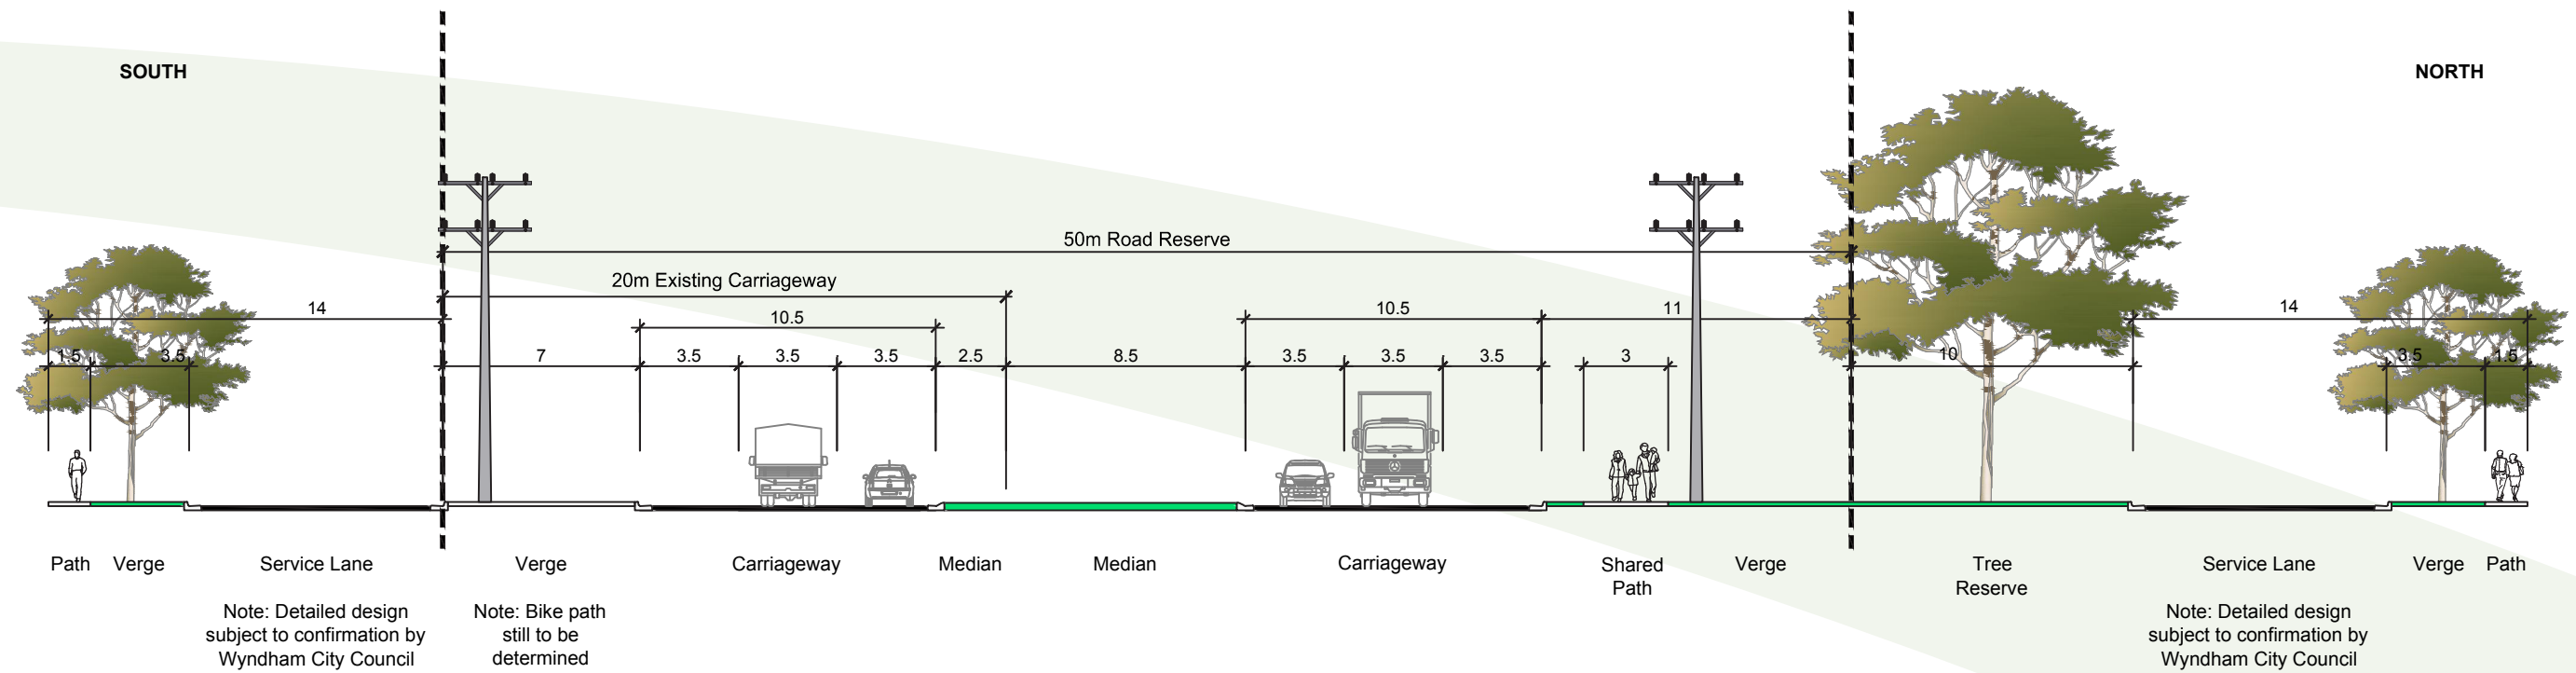 SOUTH
NORTH
50m Road Reserve
20m Existing Carriageway
14
10.5
10.5
11
14
1.5
3.5
7
3.5
3.5
3.5
2.5
8.5
3.5
3.5
3.5
3
10
3.5
1.5
Path
Verge
Service Lane
Verge
Carriageway
Median
Median
Carriageway
Shared
Path
Verge
Tree
Reserve
Service Lane
Verge
Path
Note: Detailed design
subject to confirmation by
Wyndham City Council
Note: Bike path
still to be
determined
Note: Detailed design
subject to confirmation by
Wyndham City Council